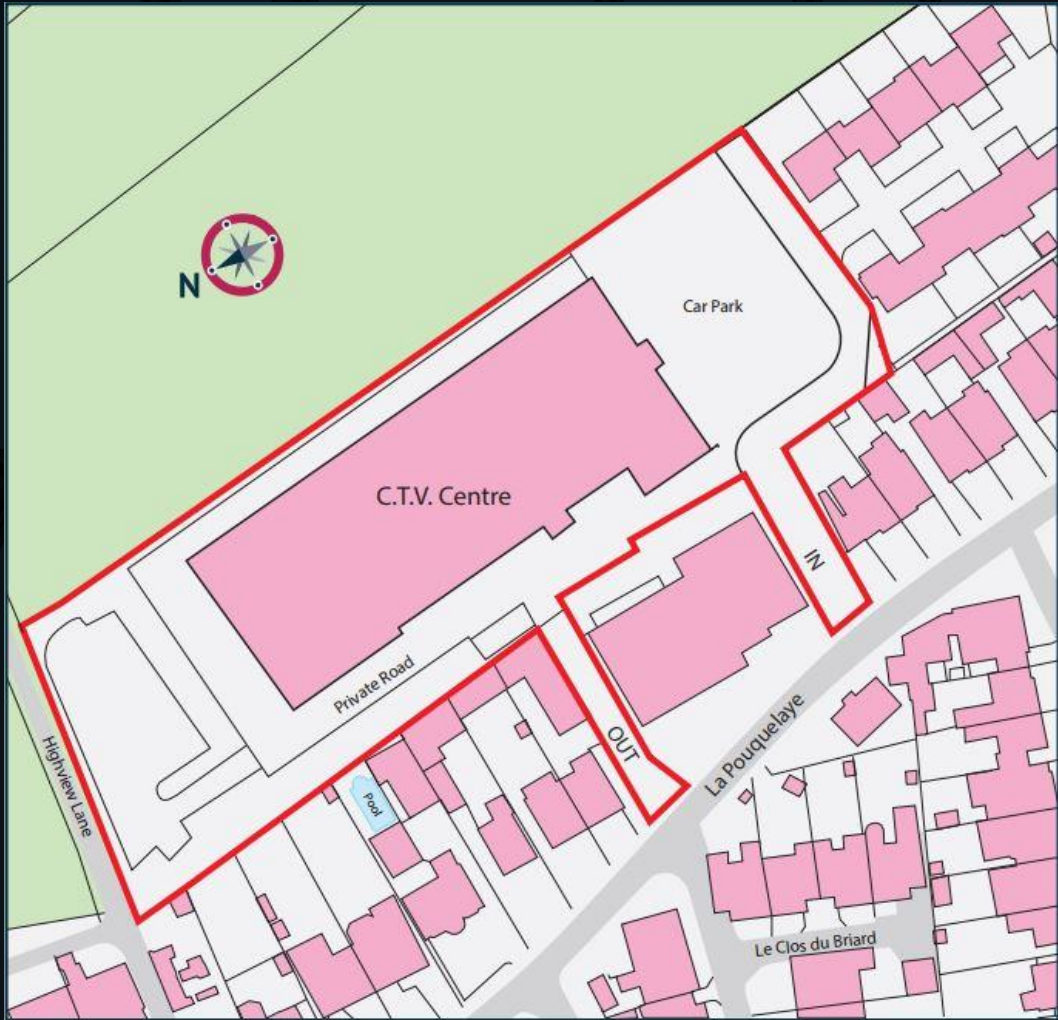 N
Car Park
C.T.V. Centre
IN
Private Road
OUT
La Pouquelaye
Highview Lane
Pool
Le Clos du Briard